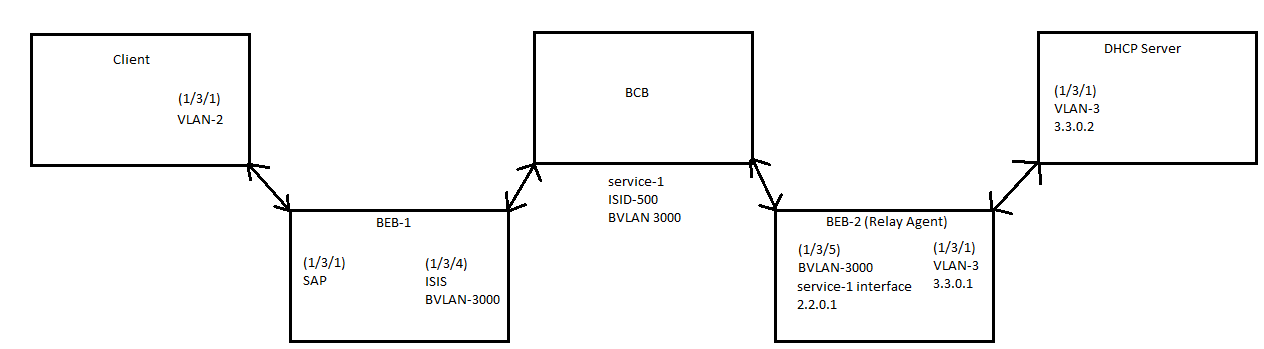 Client
(1/3/1)
VLAN-2
BEB-1
(1/3/1)
SAP
(1/3/4)
ISIS
BVLAN-3000
BCB
service-1
ISID-500
BVLAN 3000
BEB-2 (Relay Agent)
(1/3/5)
BVLAN-3000
service-1 interface
2.2.0.1
(1/3/1)
VLAN-3
3.3.0.1
DHCP Server
(1/3/1)
VLAN-3
3.3.0.2